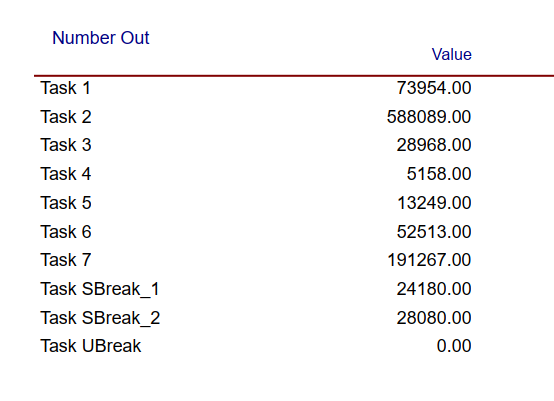 Number Out
Value
Task 1 73954.00
Task 2 588089.00
Task 3 28968.00
Task 4 5158.00
Task 5 13249.00
Task 6 52513.00
Task 7 191267.00
Task SBreak_1 24180.00
Task SBreak_2 28080.00
Task UBreak 0.00